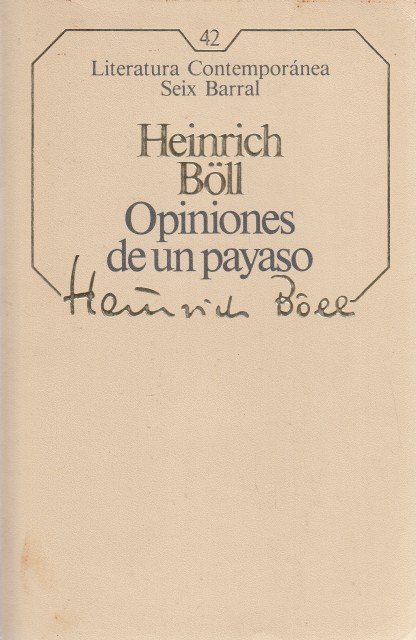 42
Literatura Contemporánea
Seix Barral
Heinrich
Böll
Opiniones
de un payaso
Heinrich Böll